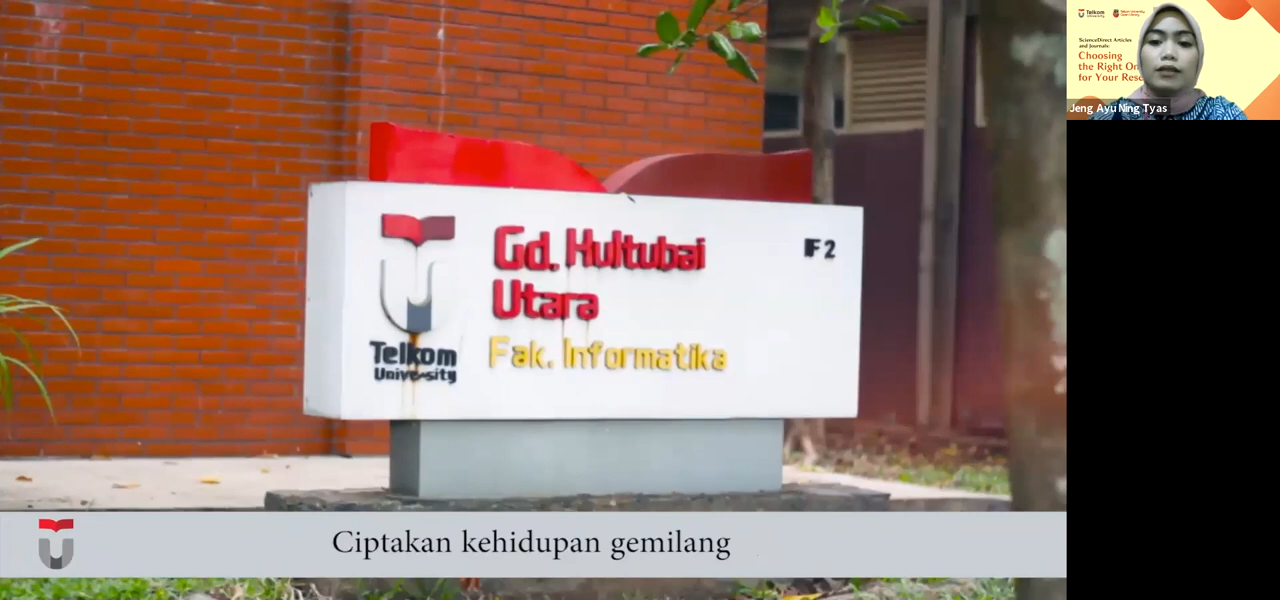 Gd. Kultubai
Utara
Fak. Informatika
F2
Telkom
University
Ciptakan kehidupan gemilang
Telkom
University
ScienceDirect Articles
and Journals:
Choosing
the Right On
for Your Rese
Jeng Ayu Ning Tyas